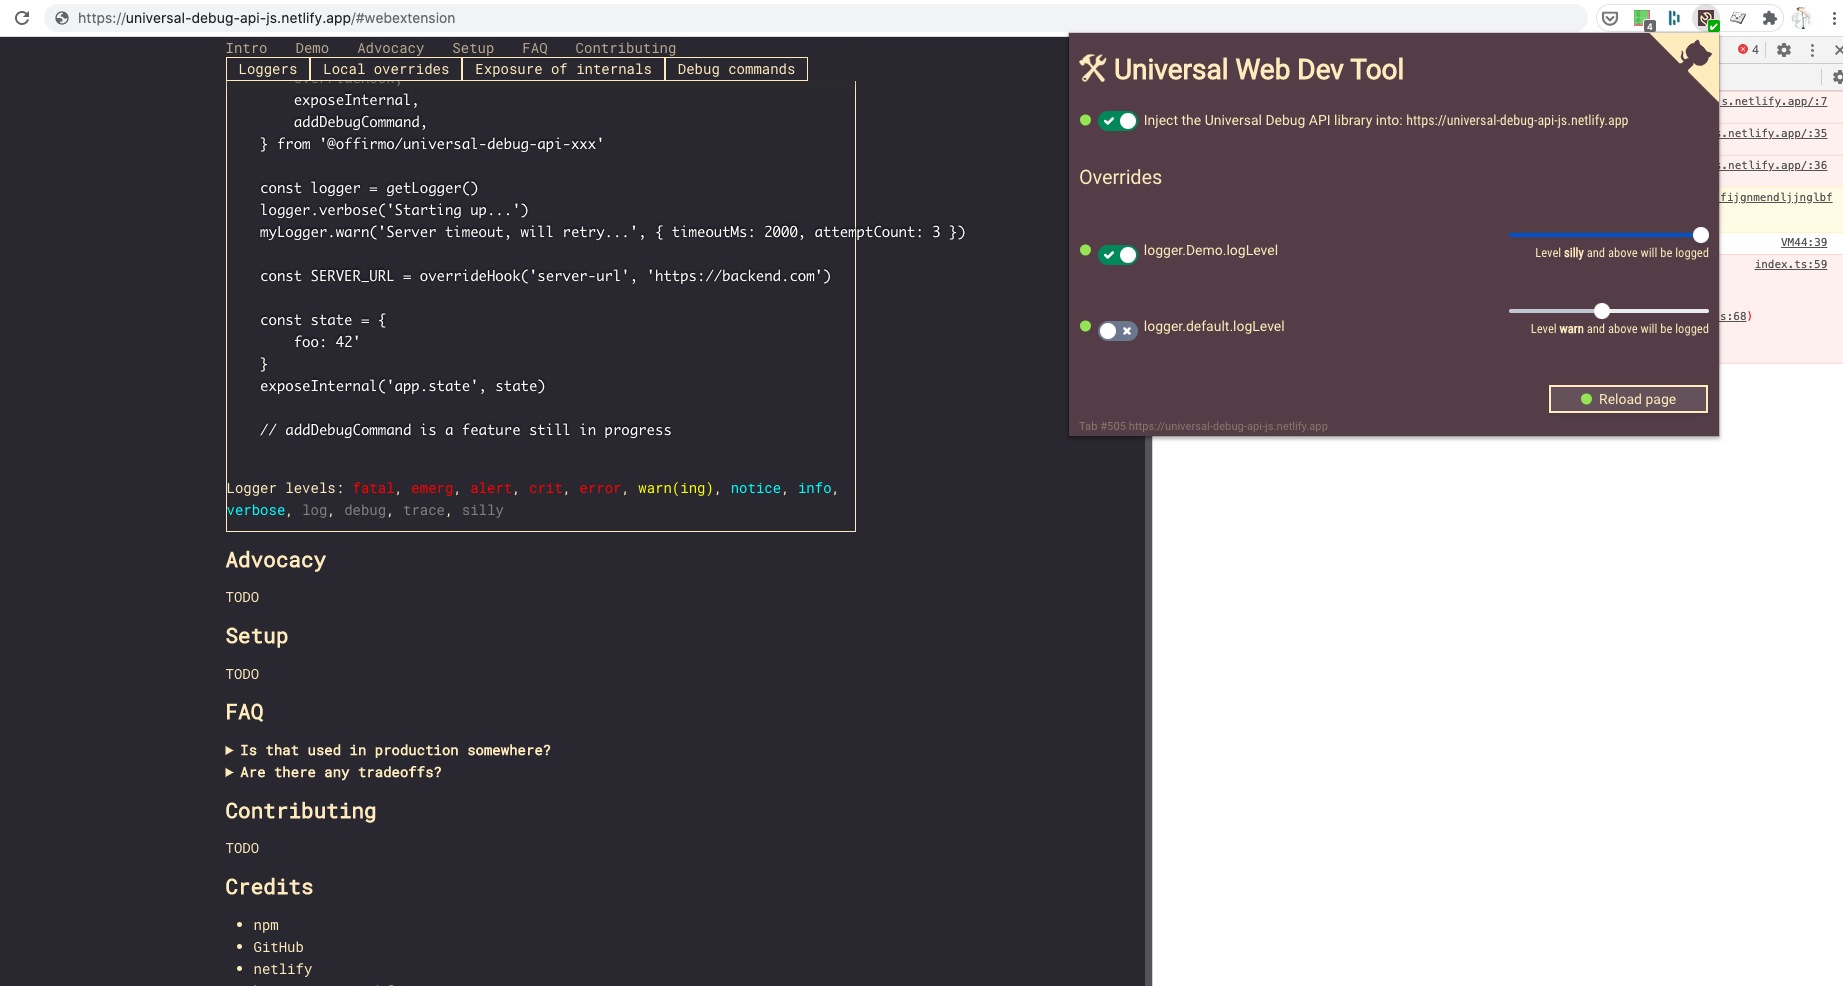 https://universal-debug-api-js.netlify.app/#webextension
4
Intro Demo Advocacy Setup FAQ Contributing
Loggers Local overrides Exposure of internals Debug commands
exposeInternal,
addDebugCommand,
} from '@offirmo/universal-debug-api-xxx'
const logger = getLogger()
logger.verbose('Starting up...')
myLogger.warn('Server timeout, will retry...', { timeoutMs: 2000, attemptCount: 3 })
const SERVER_URL = overrideHook('server-url', 'https://backend.com')
const state = {
foo: 42'
}
exposeInternal('app.state', state)
// addDebugCommand is a feature still in progress
Logger levels: fatal, emerg, alert, crit, error, warn(ing), notice, info,
verbose, log, debug, trace, silly
Advocacy
TODO
Setup
TODO
FAQ
Is that used in production somewhere?
Are there any tradeoffs?
Contributing
TODO
Credits
• npm
• GitHub
• netlify
Universal Web Dev Tool
Inject the Universal Debug API library into: https://universal-debug-api-js.netlify.app
Overrides
logger.Demo.logLevel
Level silly and above will be logged
logger.default.logLevel
Level warn and above will be logged
Reload page
Tab #505 https://universal-debug-api-js.netlify.app
4
s.netlify.app/:7
s.netlify.app/:35
s.netlify.app/:36
fijgnmendljjnglbf
VM44:39
index.ts:59
s:68)